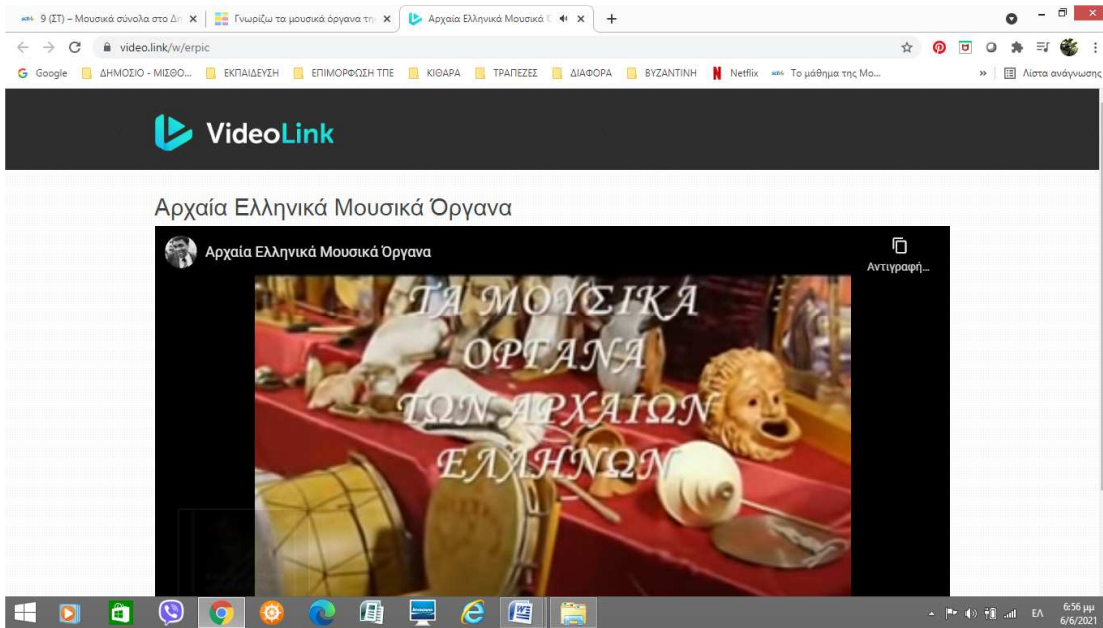 9 (ΣΤ) – Μουσικά σύνολα στο Δη
Γνωρίζω τα μουσικά όργανα τη
Αρχαία Ελληνικά Μουσικά Ό
video.link/w/erpic
Google ΔΗΜΟΣΙΟ - ΜΙΣΘΟ... ΕΚΠΑΙΔΕΥΣΗ ΕΠΙΜΟΡΦΩΣΗ ΤΠΕ ΚΙΘΑΡΑ ΤΡΑΠΕΖΕΣ ΔΙΑΦΟΡΑ ΒΥΖΑΝΤΙΝΗ Netflix Το μάθημα της Μο... » Λίστα ανάγνωσης
VideoLink
Αρχαία Ελληνικά Μουσικά Όργανα
Αρχαία Ελληνικά Μουσικά Όργανα
Αντιγραφή...
ΤΑ ΜΟΥΣΙΚΑ
ΟΡΓΑΝΑ
ΤΩΝ ΑΡΧΑΙΩΝ
ΕΛΛΗΝΩΝ
ΕΛ
6:56 μμ
6/6/2021